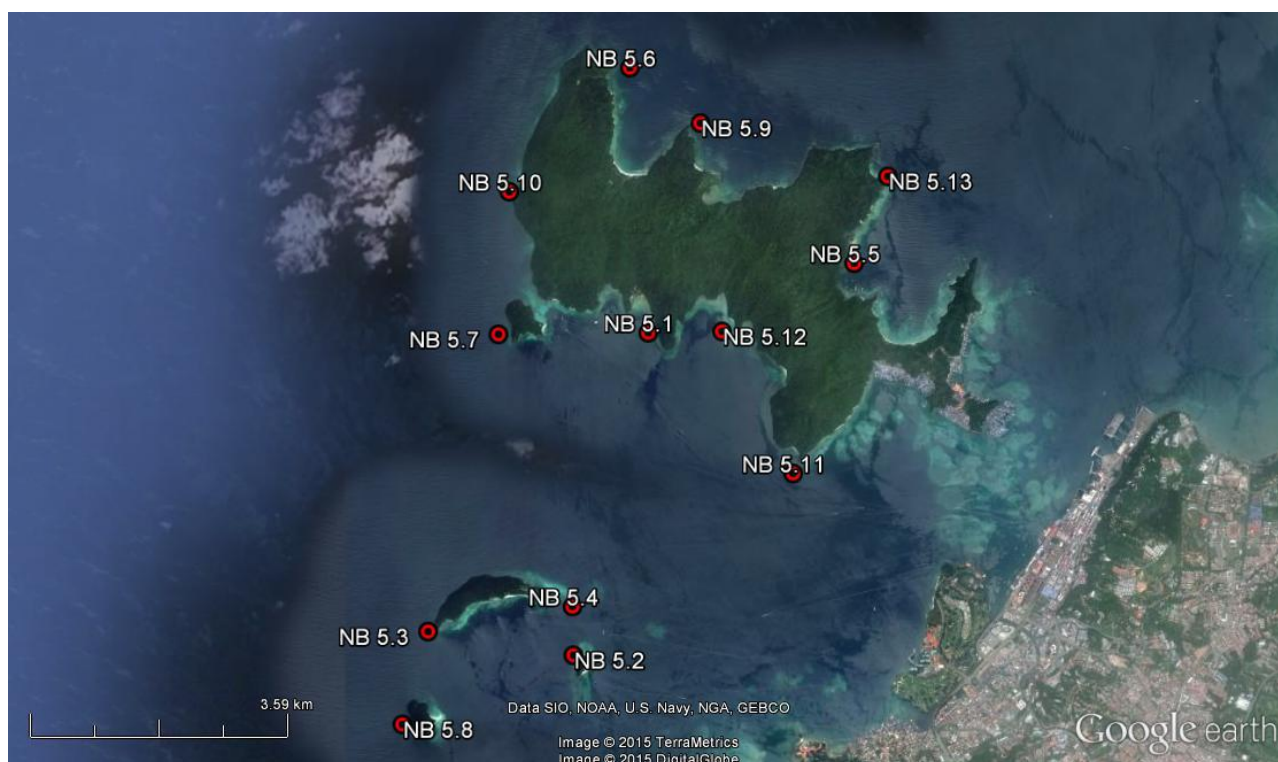 NB 5.6
NB 5.9
NB 5.10
NB 5.13
NB 5.5
NB 5.7
NB 5.1
NB 5.12
NB 5.11
NB 5.4
NB 5.3
NB 5.2
3.59 km
Data SIO, NOAA, U.S. Navy, NGA, GEBCO
NB 5.8
Google earth
Image © 2015 TerraMetrics
Image © 2015 DigitalGlobe